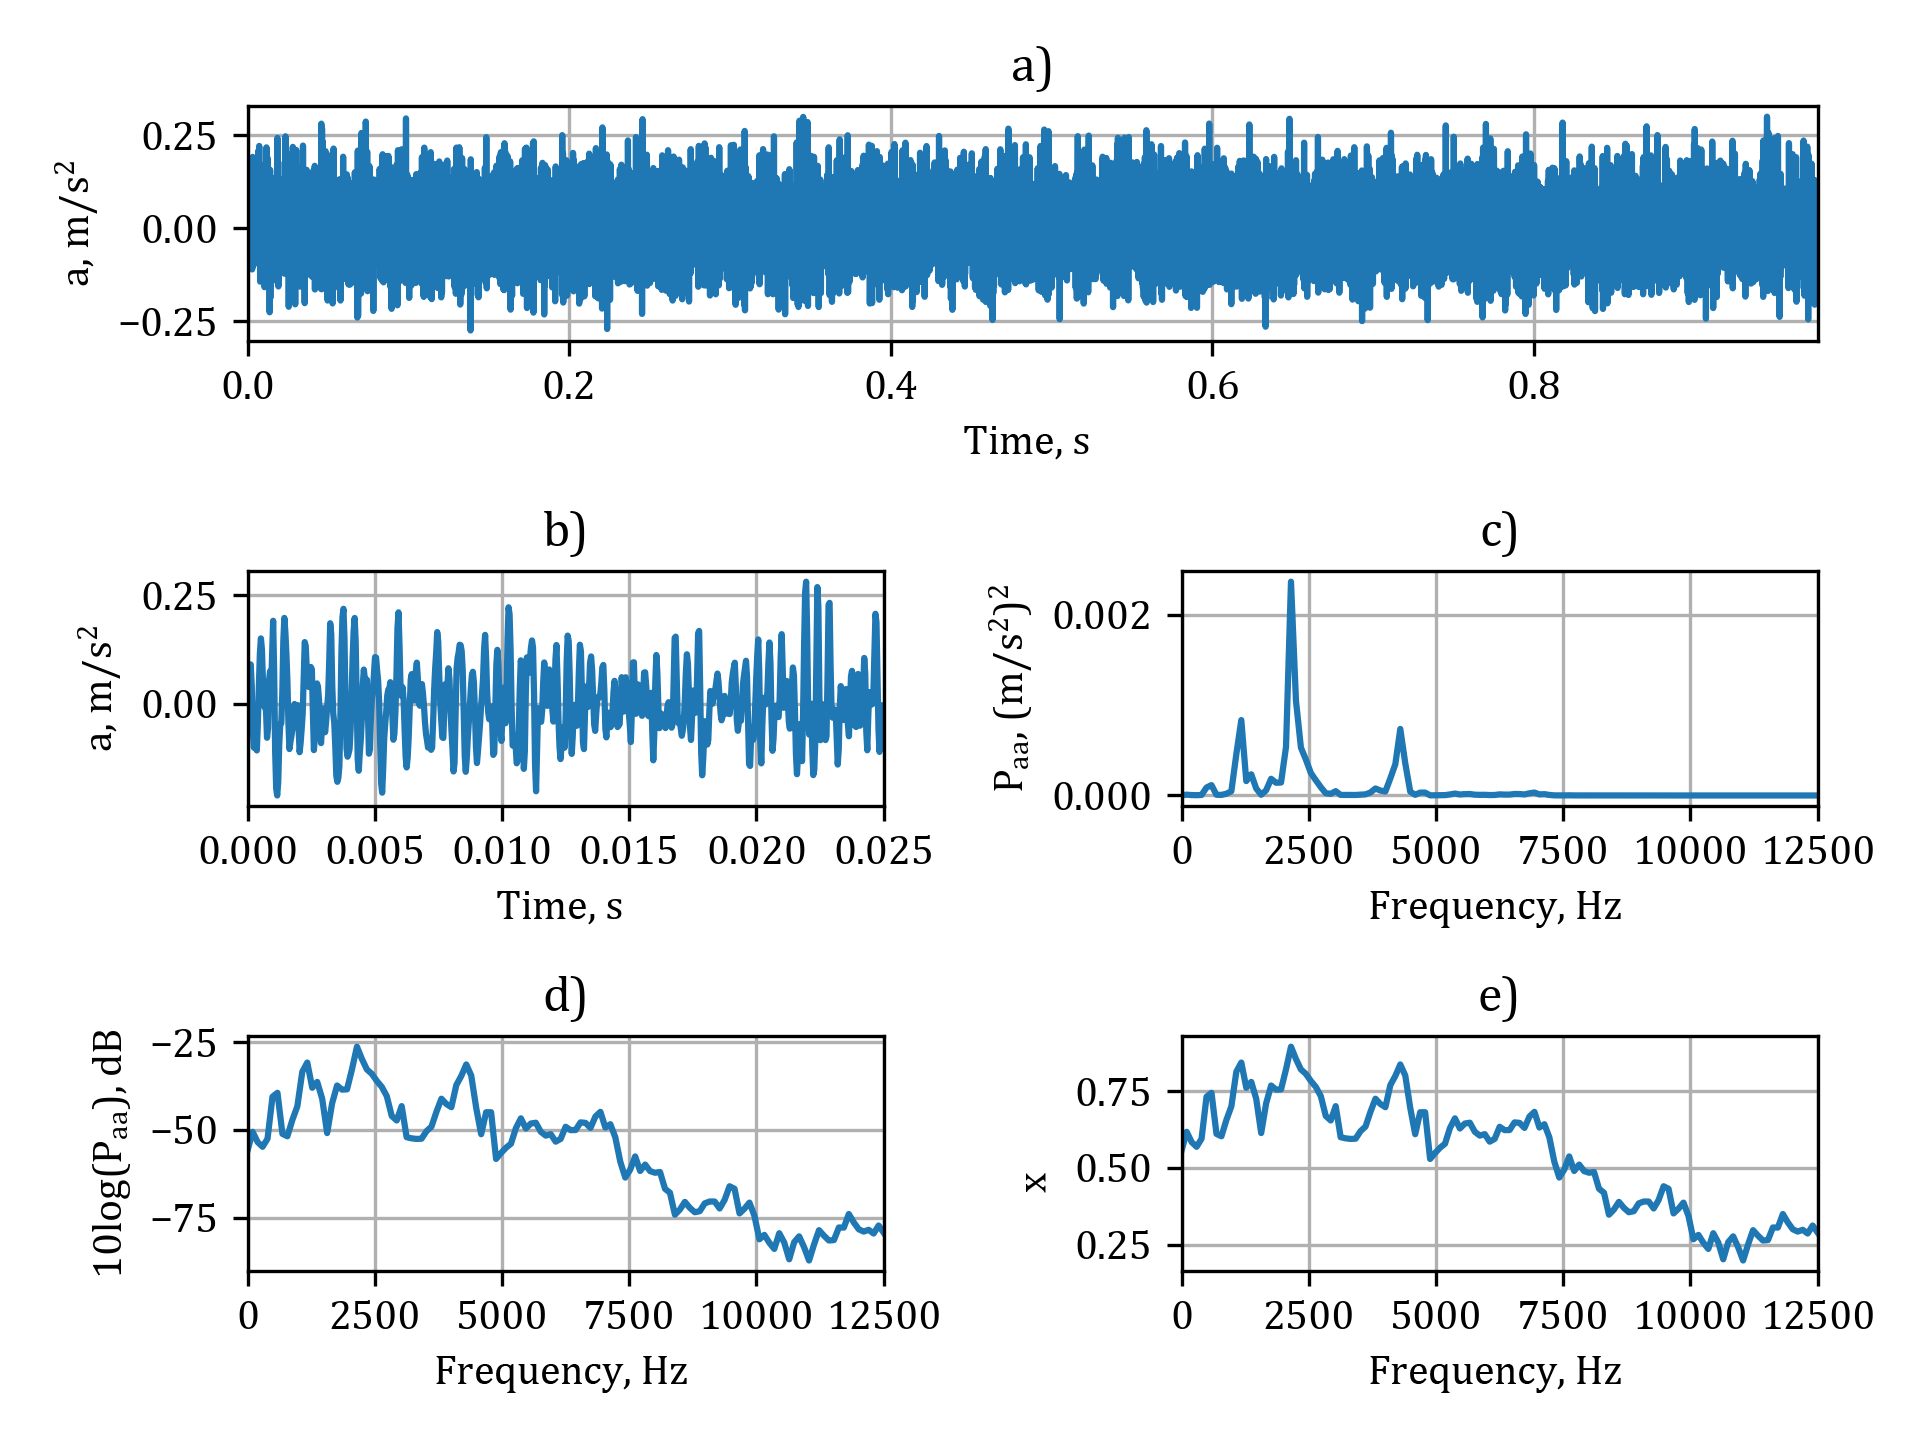 a)
a, m/s²
0.25
0.00
−0.25
0.0 0.2 0.4 0.6 0.8
Time, s
b)
a, m/s²
0.25
0.00
0.000 0.005 0.010 0.015 0.020 0.025
Time, s
c)
Paa, (m/s²)²
0.002
0.000
0 2500 5000 7500 10000 12500
Frequency, Hz
d)
10log(Paa), dB
−25
−50
−75
0 2500 5000 7500 10000 12500
Frequency, Hz
e)
x
0.75
0.50
0.25
0 2500 5000 7500 10000 12500
Frequency, Hz